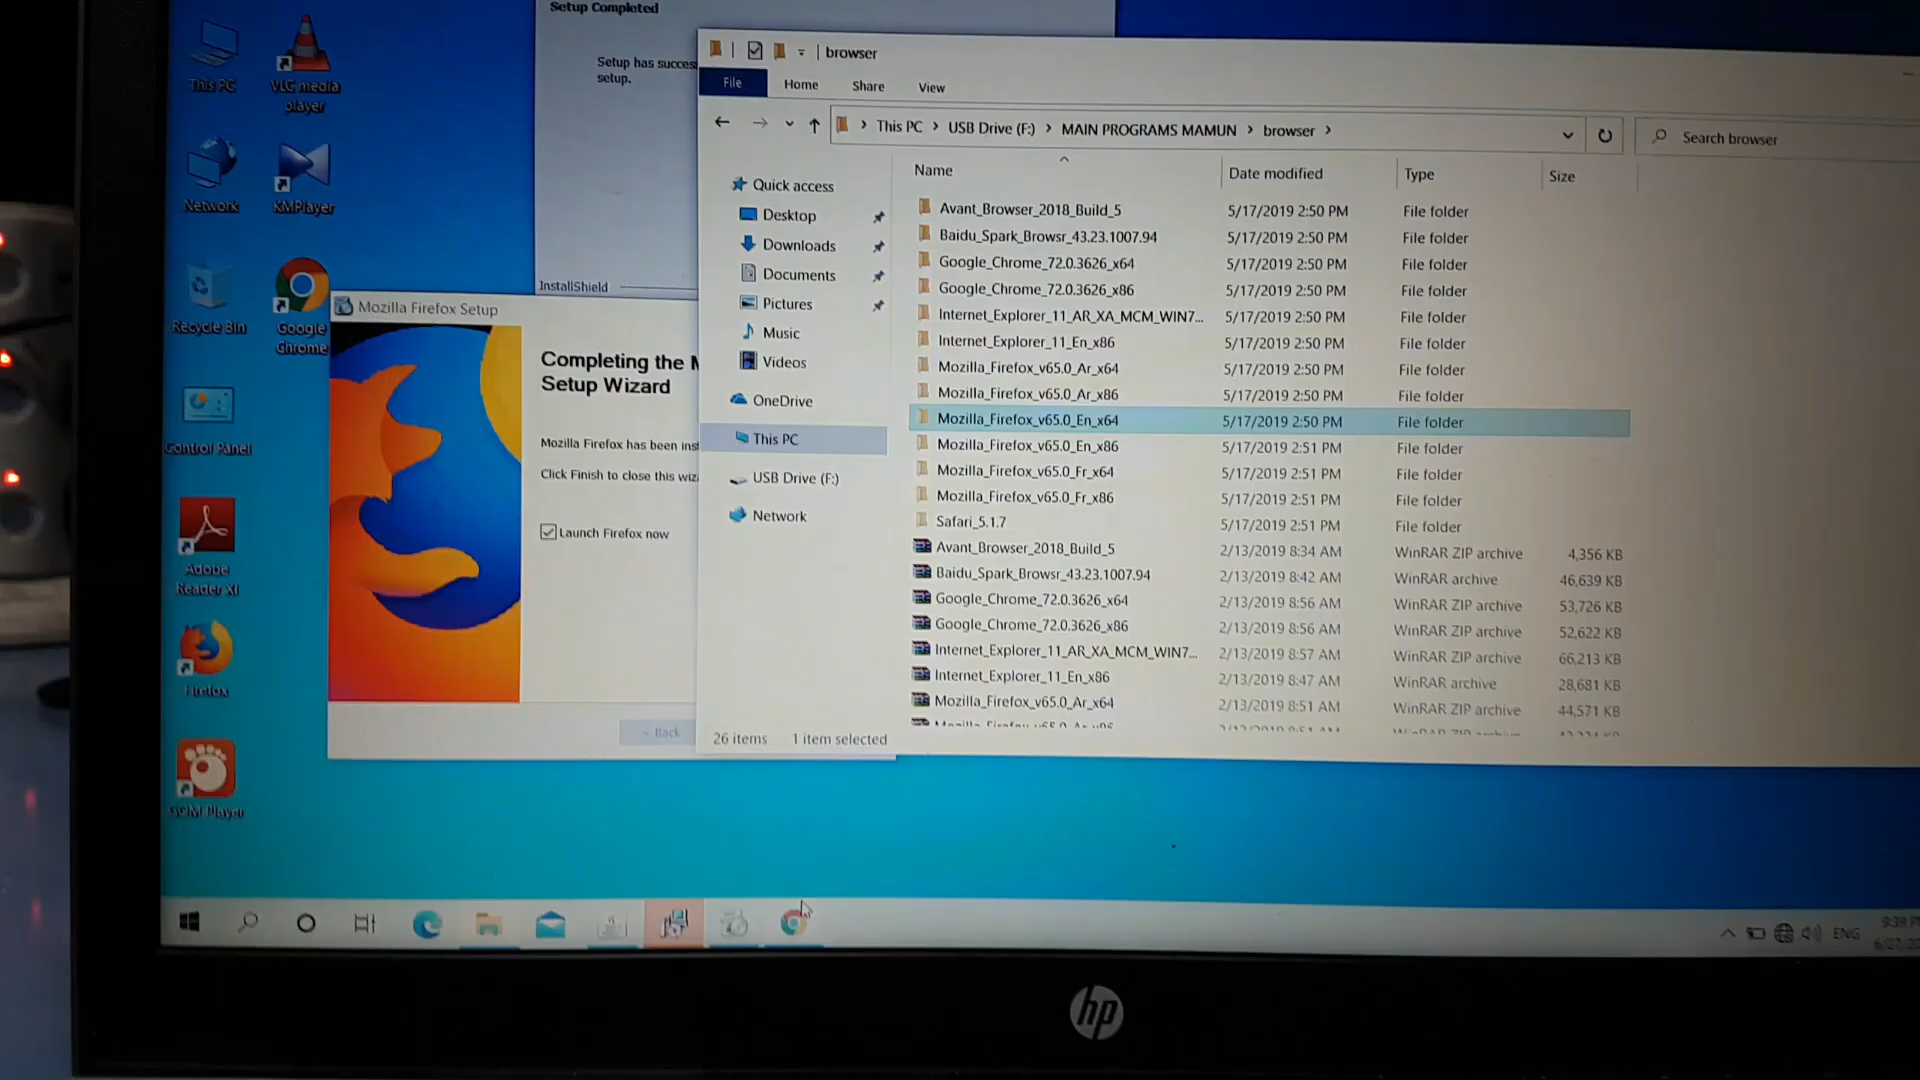 This PC
VLC media
player
Network
KMPlayer
Recycle Bin
Google
Chrome
Control Panel
Adobe
Reader XI
Firefox
GOM Player
Setup Completed
Setup has succes
setup.
InstallShield
Mozilla Firefox Setup
Completing the M
Setup Wizard
Mozilla Firefox has been inst
Click Finish to close this wiza
Launch Firefox now
< Back
browser
File Home Share View
This PC > USB Drive (F:) > MAIN PROGRAMS MAMUN > browser >
Search browser
Quick access
Desktop
Downloads
Documents
Pictures
Music
Videos
OneDrive
This PC
USB Drive (F:)
Network
Name Date modified Type Size
Avant_Browser_2018_Build_5 5/17/2019 2:50 PM File folder
Baidu_Spark_Browsr_43.23.1007.94 5/17/2019 2:50 PM File folder
Google_Chrome_72.0.3626_x64 5/17/2019 2:50 PM File folder
Google_Chrome_72.0.3626_x86 5/17/2019 2:50 PM File folder
Internet_Explorer_11_AR_XA_MCM_WIN7... 5/17/2019 2:50 PM File folder
Internet_Explorer_11_En_x86 5/17/2019 2:50 PM File folder
Mozilla_Firefox_v65.0_Ar_x64 5/17/2019 2:50 PM File folder
Mozilla_Firefox_v65.0_Ar_x86 5/17/2019 2:50 PM File folder
Mozilla_Firefox_v65.0_En_x64 5/17/2019 2:50 PM File folder
Mozilla_Firefox_v65.0_En_x86 5/17/2019 2:51 PM File folder
Mozilla_Firefox_v65.0_Fr_x64 5/17/2019 2:51 PM File folder
Mozilla_Firefox_v65.0_Fr_x86 5/17/2019 2:51 PM File folder
Safari_5.1.7 5/17/2019 2:51 PM File folder
Avant_Browser_2018_Build_5 2/13/2019 8:34 AM WinRAR ZIP archive 4,356 KB
Baidu_Spark_Browsr_43.23.1007.94 2/13/2019 8:42 AM WinRAR archive 46,639 KB
Google_Chrome_72.0.3626_x64 2/13/2019 8:56 AM WinRAR ZIP archive 53,726 KB
Google_Chrome_72.0.3626_x86 2/13/2019 8:56 AM WinRAR ZIP archive 52,622 KB
Internet_Explorer_11_AR_XA_MCM_WIN7... 2/13/2019 8:57 AM WinRAR ZIP archive 66,213 KB
Internet_Explorer_11_En_x86 2/13/2019 8:47 AM WinRAR archive 28,681 KB
Mozilla_Firefox_v65.0_Ar_x64 2/13/2019 8:51 AM WinRAR ZIP archive 44,571 KB
26 items 1 item selected
ENG
9:39 P
hp